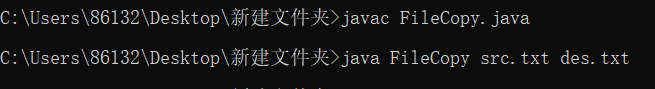 C:\Users\86132\Desktop\新建文件夹>javac FileCopy.java
C:\Users\86132\Desktop\新建文件夹>java FileCopy src.txt des.txt